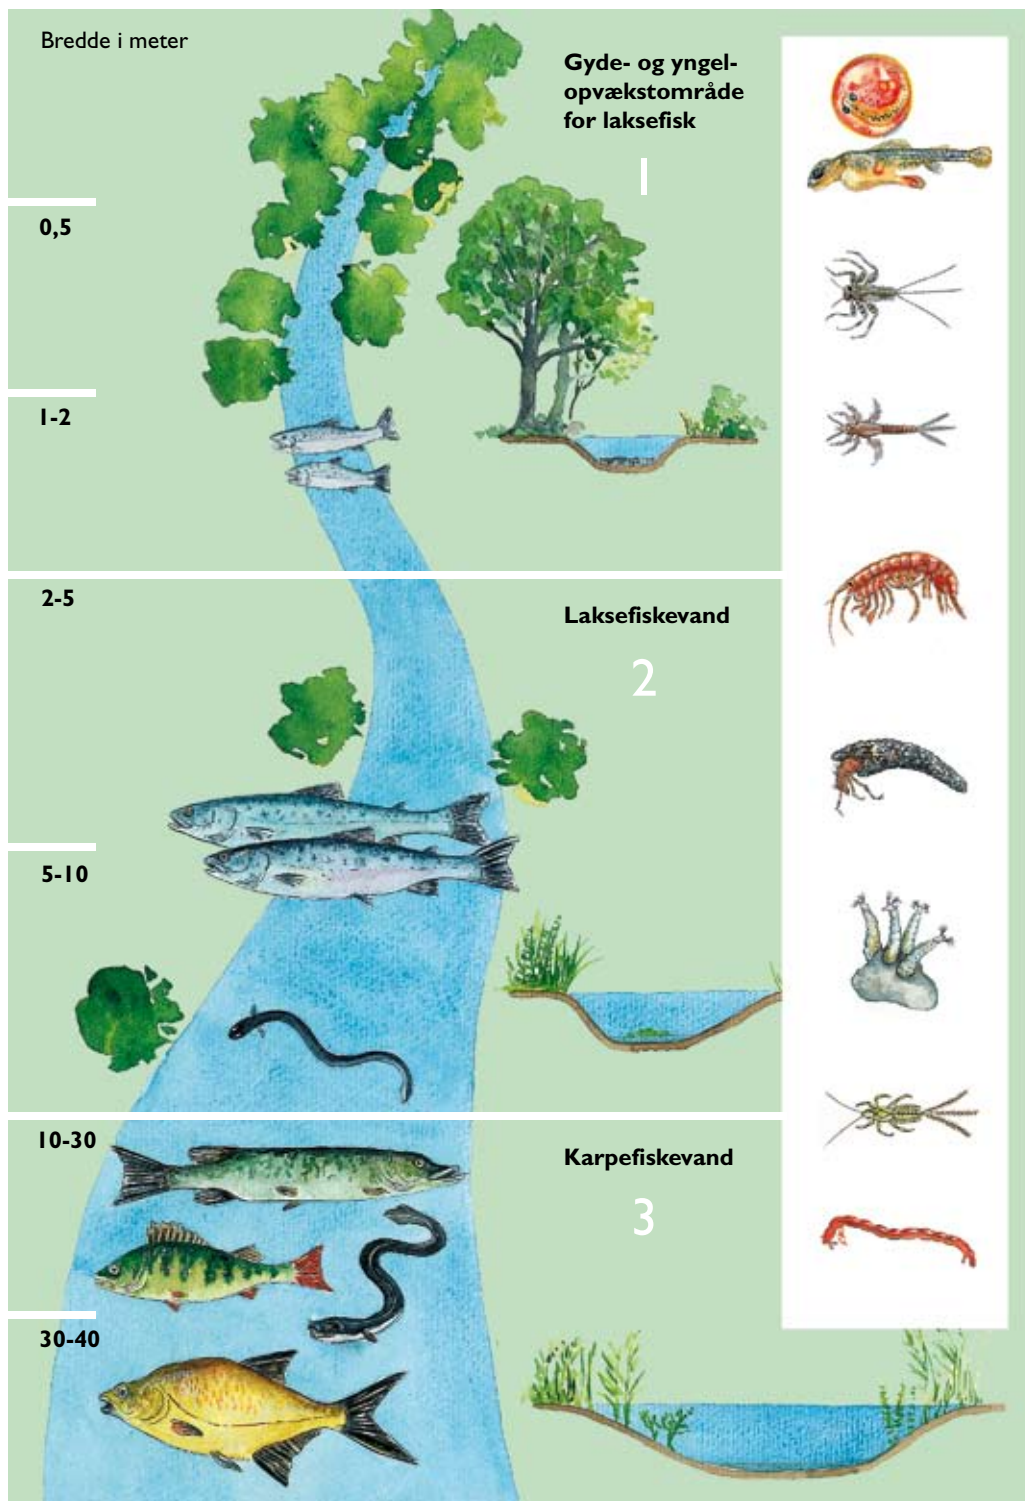 Bredde i meter
Gyde- og yngel-
opvækstområde
for laksefisk
1
0,5
1-2
2-5
Laksefiskevand
2
5-10
10-30
Karpefiskevand
3
30-40